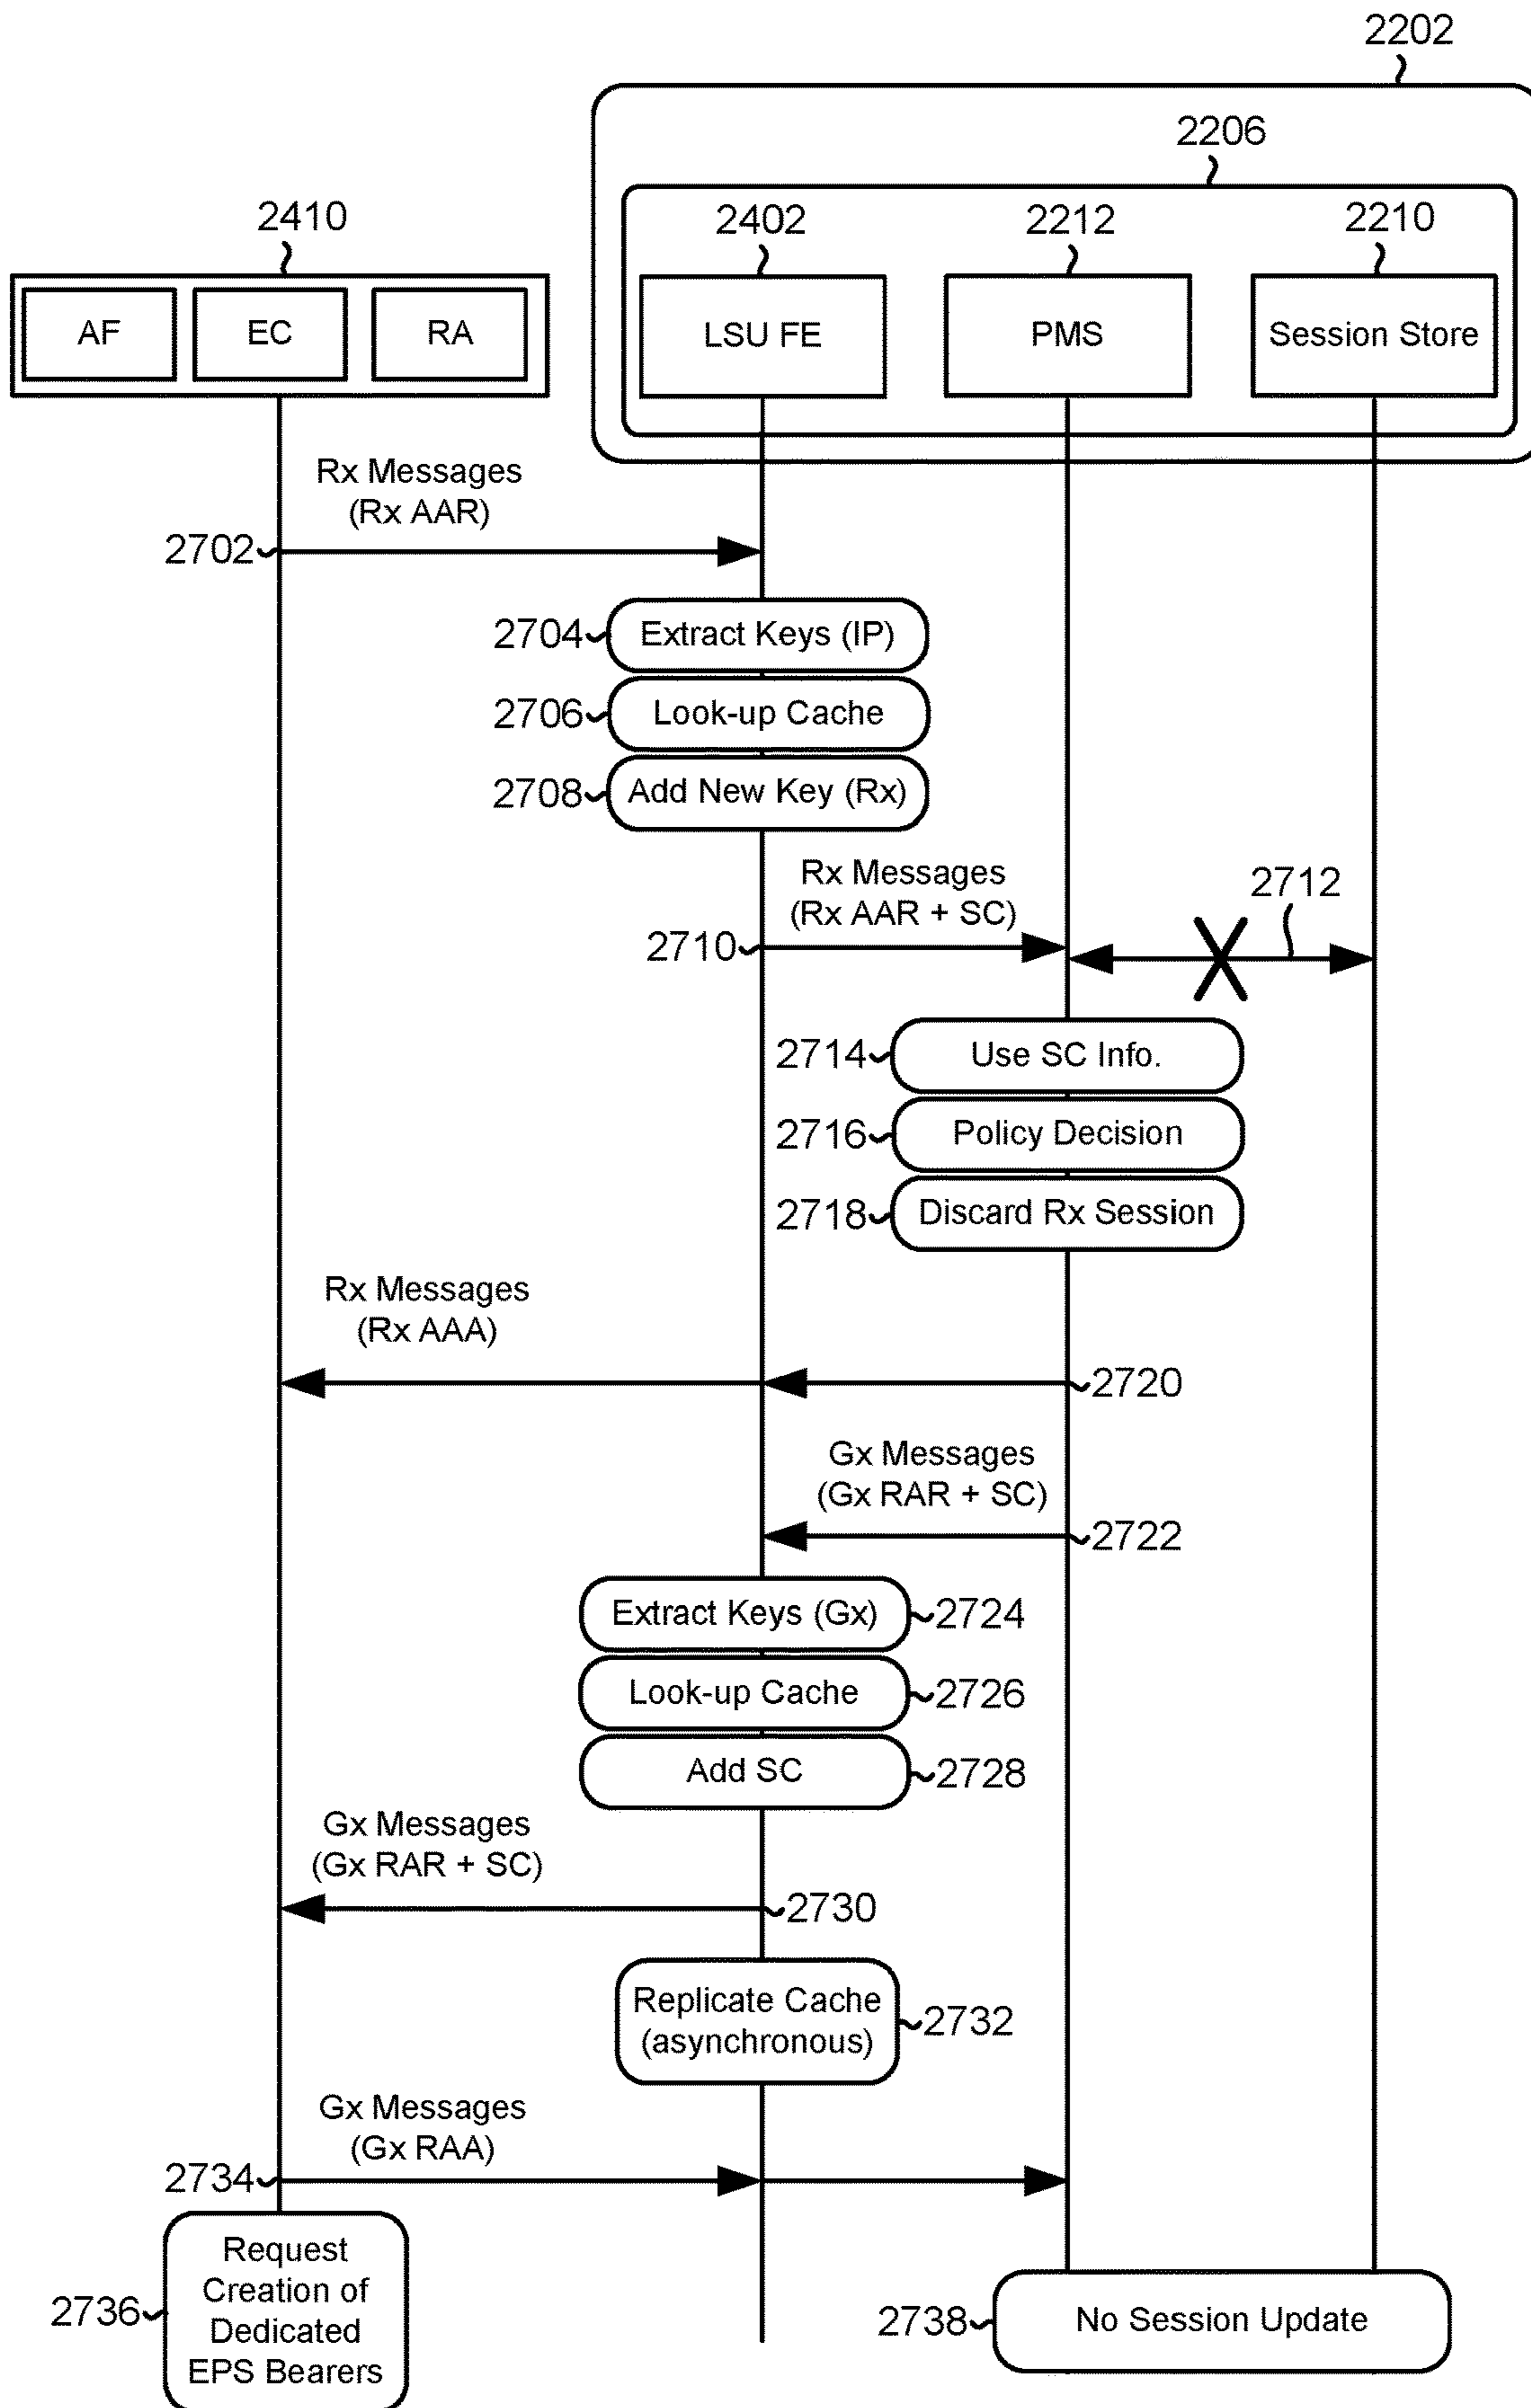 2202
2206
2410
2402
2212
2210
AF
EC
RA
LSU FE
PMS
Session Store
Rx Messages
(Rx AAR)
2702
2704
Extract Keys (IP)
2706
Look-up Cache
2708
Add New Key (Rx)
Rx Messages
(Rx AAR + SC)
2710
2712
2714
Use SC Info.
2716
Policy Decision
2718
Discard Rx Session
Rx Messages
(Rx AAA)
2720
Gx Messages
(Gx RAR + SC)
2722
Extract Keys (Gx)
2724
Look-up Cache
2726
Add SC
2728
Gx Messages
(Gx RAR + SC)
2730
Replicate Cache
(asynchronous)
2732
Gx Messages
(Gx RAA)
2734
Request
Creation of
Dedicated
EPS Bearers
2736
2738
No Session Update